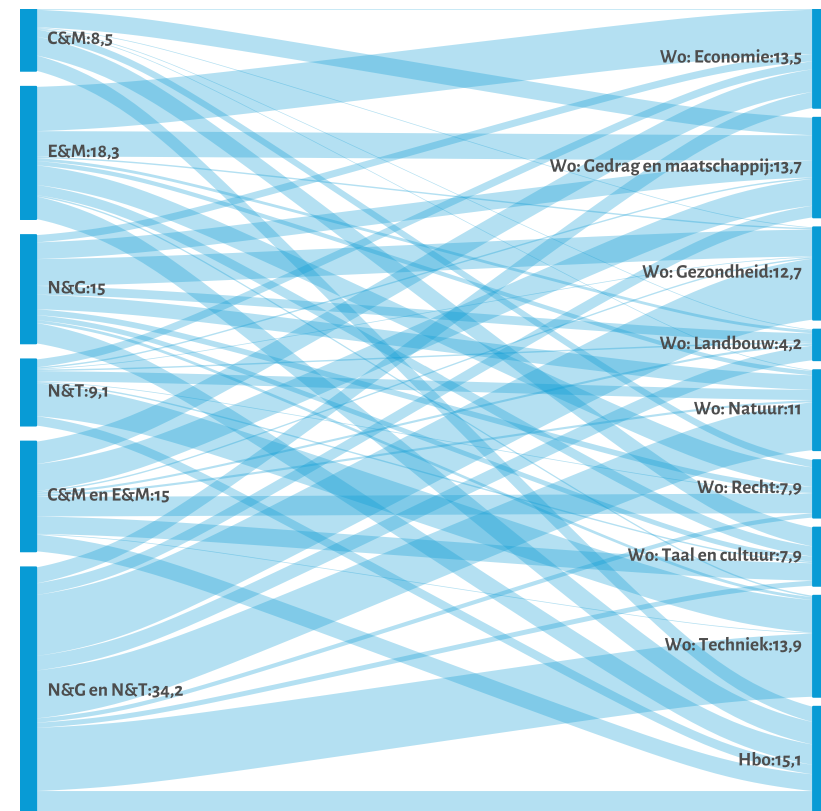 C&M:8,5
E&M:18,3
N&G:15
N&T:9,1
C&M en E&M:15
N&G en N&T:34,2
Wo: Economie:13,5
Wo: Gedrag en maatschappij:13,7
Wo: Gezondheid:12,7
Wo: Landbouw:4,2
Wo: Natuur:11
Wo: Recht:7,9
Wo: Taal en cultuur:7,9
Wo: Techniek:13,9
Hbo:15,1